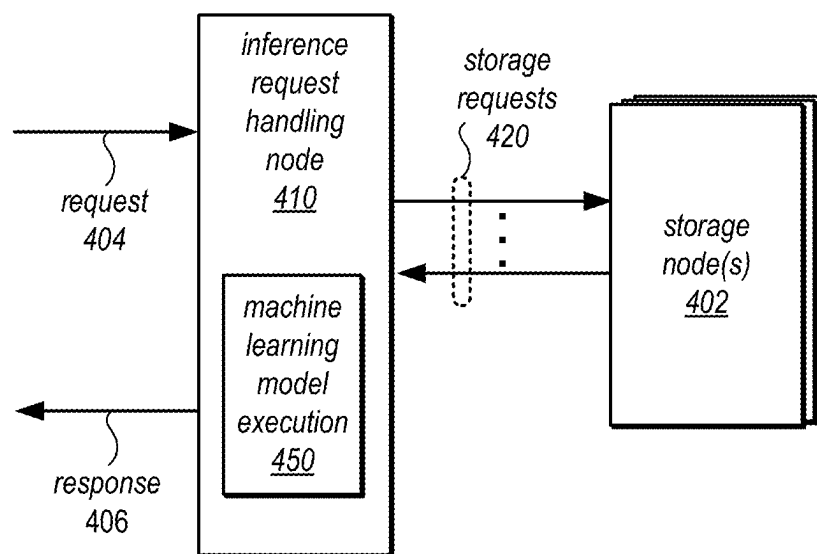 inference
request
handling
node
410
storage
requests
420
request
404
storage
node(s)
402
machine
learning
model
execution
450
response
406